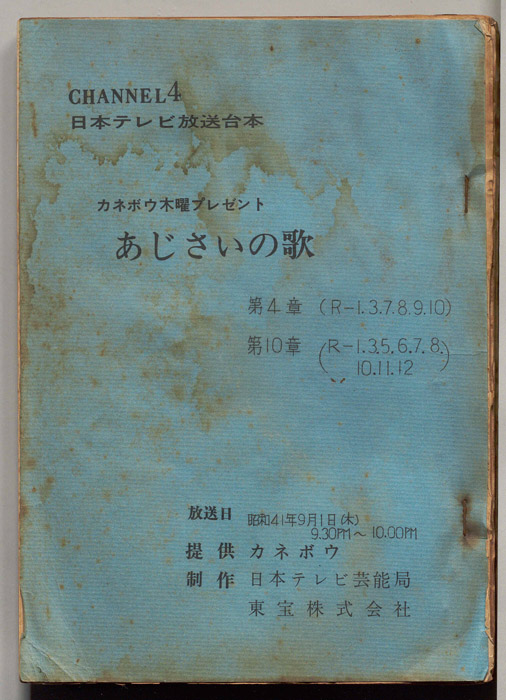 CHANNEL4
日本テレビ放送台本
カネボウ木曜プレゼント
あじさいの歌
第4章 (R-1.3.7.8.9.10)
第10章 (R-1.3.5.6.7.8.
10.11.12)
放送日 昭和41年9月1日(木)
9.30PM~10.00PM
提供 カネボウ
制作 日本テレビ芸能局
東宝株式会社